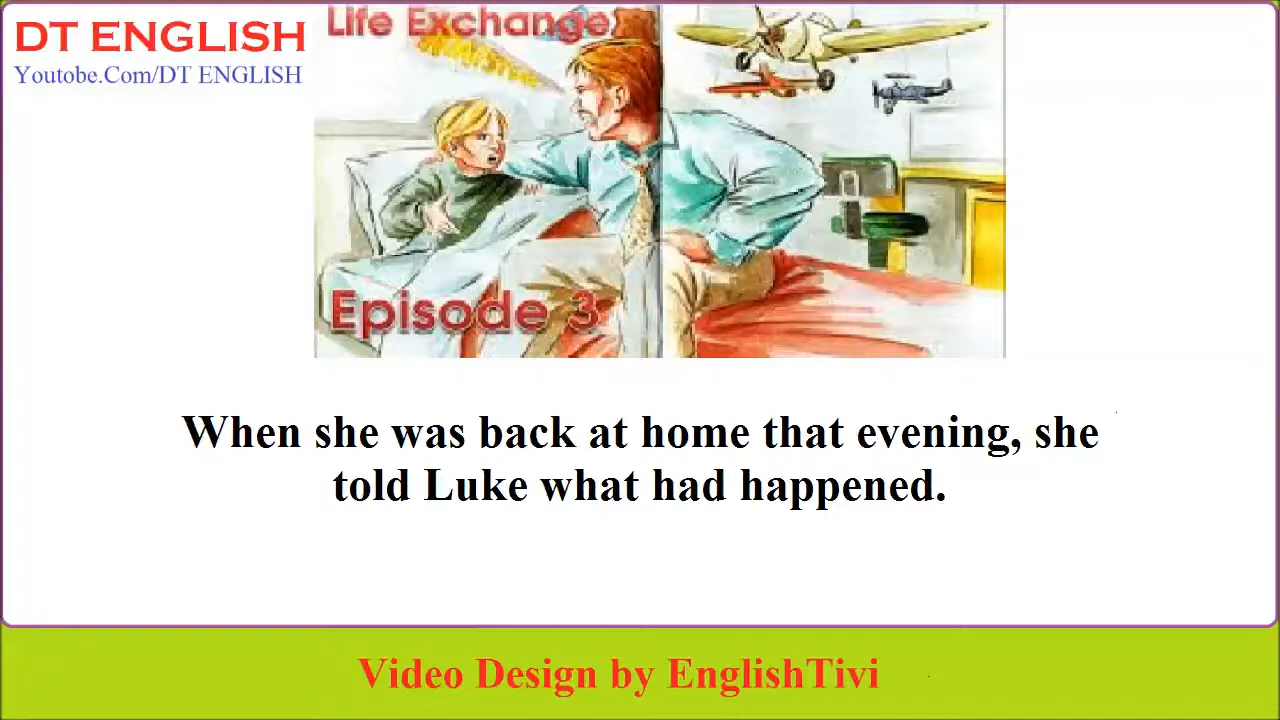 DT ENGLISH
Youtobe.Com/DT ENGLISH
Life Exchange
Episode 3
When she was back at home that evening, she
told Luke what had happened.
Video Design by EnglishTivi